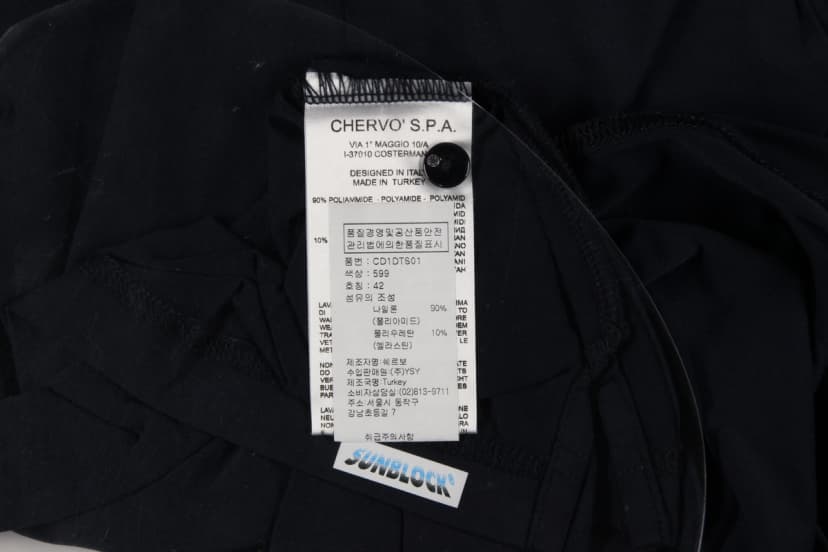 CHERVO' S.P.A.
VIA 1° MAGGIO 10/A
I-37010 COSTERMAN
DESIGNED IN ITAL
MADE IN TURKEY
90% POLIAMMIDE - POLYAMIDE - POLYAMID
10%
품질경영및공산품안전
관리법에의한품질표시
품번 : CD1DTS01
색상 : 599
호칭 : 42
섬유의 조성
나일론 90%
(폴리아미드)
폴리우레탄 10%
(엘라스틴)
제조자명:쉐르보
수입판매원:(주)YSY
제조국명:Turkey
소비자상담실:(02)813-9711
주소:서울시 동작구
강남초등길 7
취급주의사항
SUNBLOCK